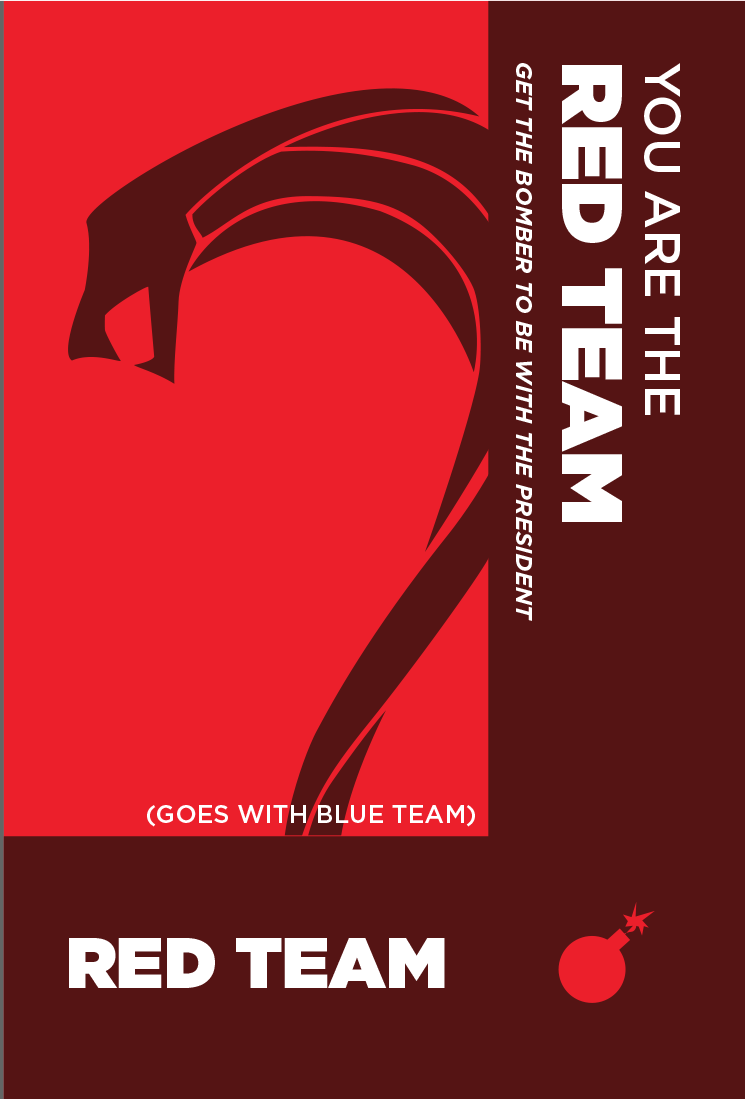 YOU ARE THE
RED TEAM
GET THE BOMBER TO BE WITH THE PRESIDENT
(GOES WITH BLUE TEAM)
RED TEAM